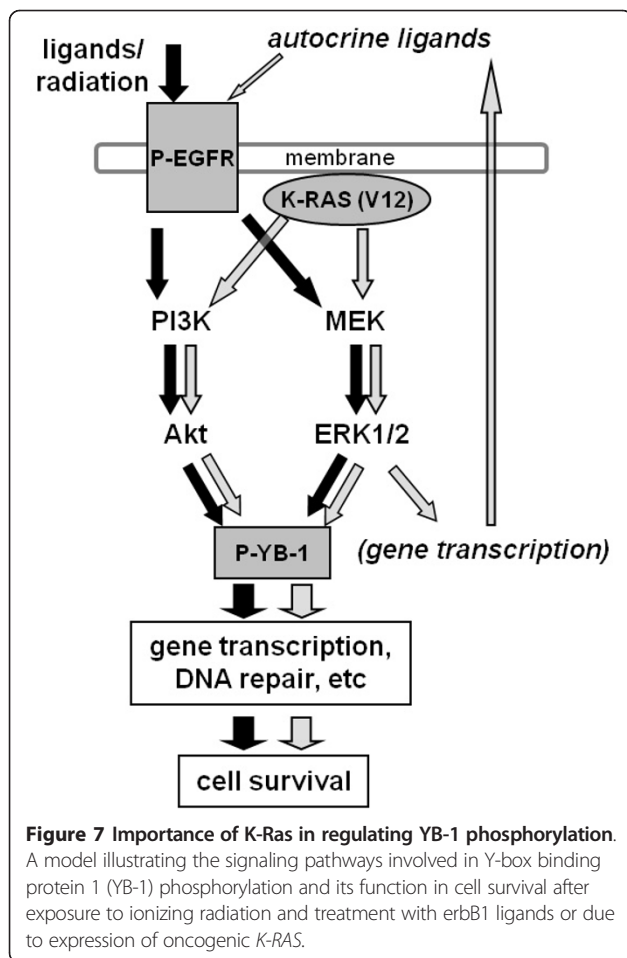 ligands/
radiation
autocrine ligands
P-EGFR
membrane
K-RAS (V12)
PI3K
MEK
Akt
ERK1/2
P-YB-1
(gene transcription)
gene transcription,
DNA repair, etc
cell survival
Figure 7 Importance of K-Ras in regulating YB-1 phosphorylation.
A model illustrating the signaling pathways involved in Y-box binding
protein 1 (YB-1) phosphorylation and its function in cell survival after
exposure to ionizing radiation and treatment with erbB1 ligands or due
to expression of oncogenic K-RAS.